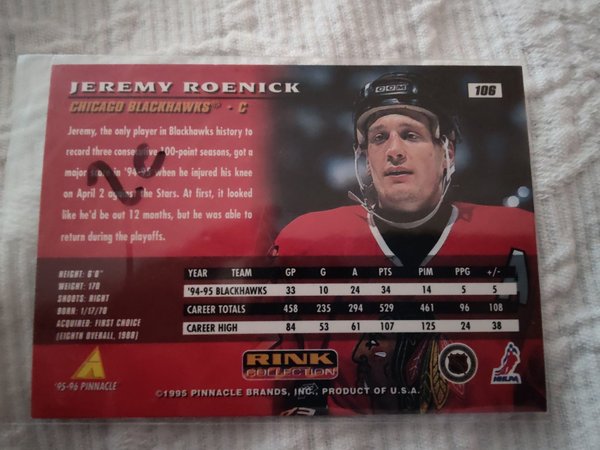 JEREMY ROENICK
106
CHICAGO BLACKHAWKS™ - C
CCM
Jeremy, the only player in Blackhawks history to
record three consecutive 100-point seasons, got a
major in '94- when he injured his knee
on April 2 against the Stars. At first, it looked
like he'd be out 12 months, but he was able to
return during the playoffs.
HEIGHT: 6'0"
WEIGHT: 170
SHOOTS: RIGHT
BORN: 1/17/70
ACQUIRED: FIRST CHOICE
(EIGHTH OVERALL, 1988)
YEAR TEAM GP G A PTS PIM PPG +/-
'94-95 BLACKHAWKS 33 10 24 34 14 5 5
CAREER TOTALS 458 235 294 529 461 96 108
CAREER HIGH 84 53 61 107 125 24 38
A
'95-96 PINNACLE
RINK
COLLECTION
NHL
NHLPA
©1995 PINNACLE BRANDS, INC., PRODUCT OF U.S.A.